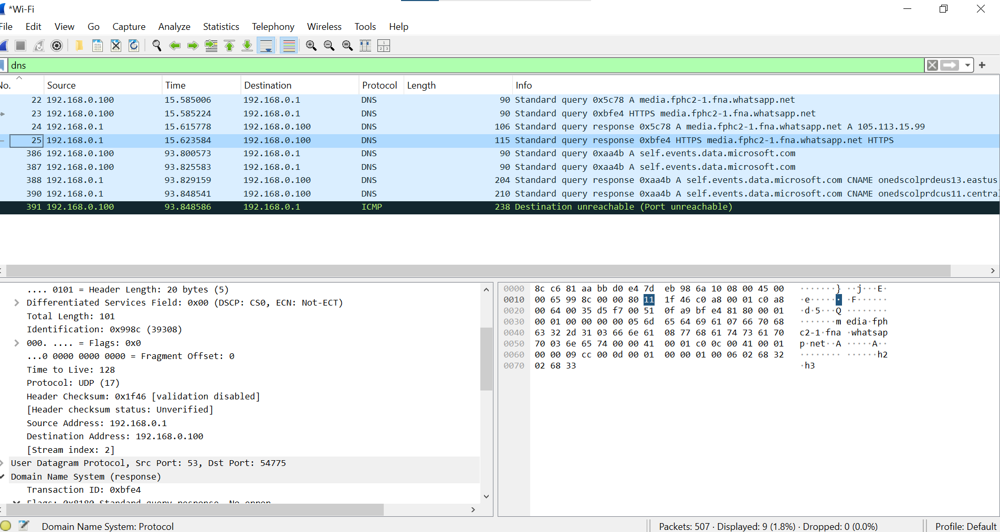 *Wi-Fi
File Edit View Go Capture Analyze Statistics Telephony Wireless Tools Help
dns
No. Source Time Destination Protocol Length Info
22 192.168.0.100 15.585006 192.168.0.1 DNS 90 Standard query 0x5c78 A media.fphc2-1.fna.whatsapp.net
23 192.168.0.100 15.585224 192.168.0.1 DNS 90 Standard query 0xbfe4 HTTPS media.fphc2-1.fna.whatsapp.net
24 192.168.0.1 15.615778 192.168.0.100 DNS 106 Standard query response 0x5c78 A media.fphc2-1.fna.whatsapp.net A 105.113.15.99
25 192.168.0.1 15.623584 192.168.0.100 DNS 115 Standard query response 0xbfe4 HTTPS media.fphc2-1.fna.whatsapp.net HTTPS
386 192.168.0.100 93.800573 192.168.0.1 DNS 90 Standard query 0xaa4b A self.events.data.microsoft.com
387 192.168.0.100 93.825583 192.168.0.1 DNS 90 Standard query 0xaa4b A self.events.data.microsoft.com
388 192.168.0.1 93.829159 192.168.0.100 DNS 204 Standard query response 0xaa4b A self.events.data.microsoft.com CNAME onedscolprdeus13.eastus
390 192.168.0.1 93.848541 192.168.0.100 DNS 210 Standard query response 0xaa4b A self.events.data.microsoft.com CNAME onedscolprdcus11.centra
391 192.168.0.100 93.848586 192.168.0.1 ICMP 238 Destination unreachable (Port unreachable)
.... 0101 = Header Length: 20 bytes (5)
Differentiated Services Field: 0x00 (DSCP: CS0, ECN: Not-ECT)
Total Length: 101
Identification: 0x998c (39308)
000. .... = Flags: 0x0
...0 0000 0000 0000 = Fragment Offset: 0
Time to Live: 128
Protocol: UDP (17)
Header Checksum: 0x1f46 [validation disabled]
[Header checksum status: Unverified]
Source Address: 192.168.0.1
Destination Address: 192.168.0.100
[Stream index: 2]
User Datagram Protocol, Src Port: 53, Dst Port: 54775
Domain Name System (response)
Transaction ID: 0xbfe4
Flags: 0x8180 Standard query response, No error
0000 8c c6 81 aa bb d0 e4 7d eb 98 6a 10 08 00 45 00 ·······} ··j···E·
0010 00 65 99 8c 00 00 80 11 1f 46 c0 a8 00 01 c0 a8 ·e······ ·F······
0020 00 64 00 35 d5 f7 00 51 0f a9 bf e4 81 80 00 01 ·d·5···Q ········
0030 00 01 00 00 00 00 05 6d 65 64 69 61 07 66 70 68 ·······m edia·fph
0040 63 32 2d 31 03 66 6e 61 08 77 68 61 74 73 61 70 c2-1·fna ·whatsap
0050 70 03 6e 65 74 00 00 41 00 01 c0 0c 00 41 00 01 p·net··A ·····A··
0060 00 00 09 cc 00 0d 00 01 00 00 01 00 06 02 68 32 ········ ······h2
0070 02 68 33 ·h3
Domain Name System: Protocol
Packets: 507 · Displayed: 9 (1.8%) · Dropped: 0 (0.0%)
Profile: Default